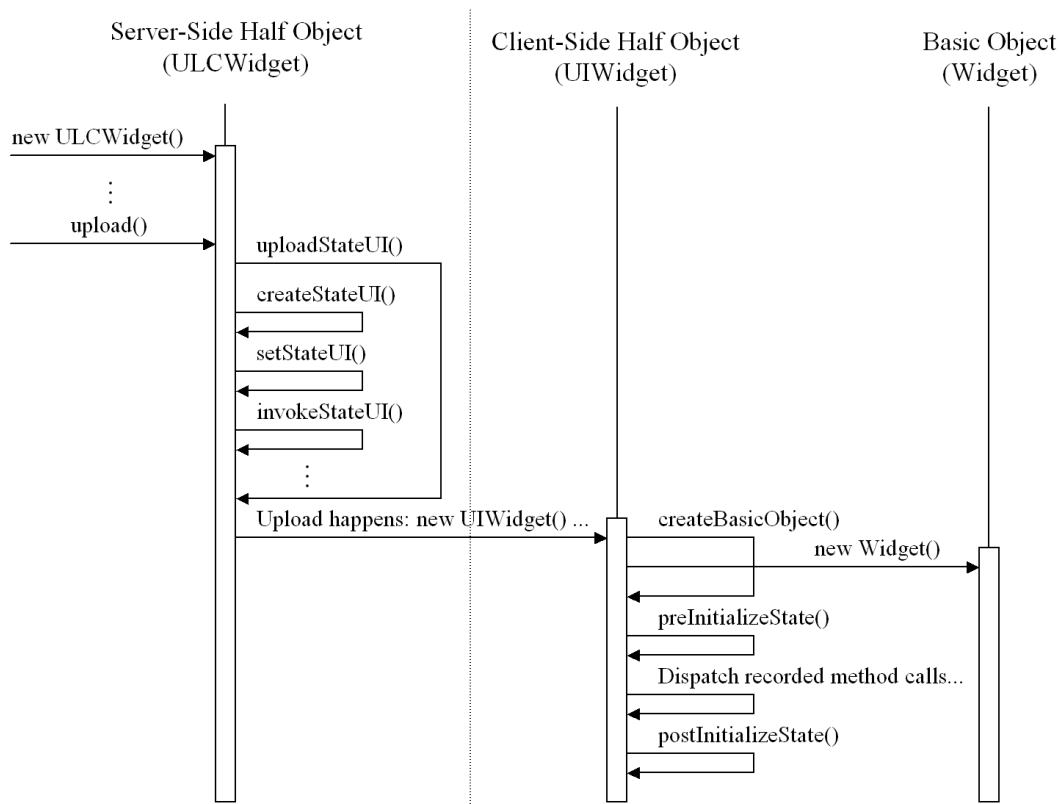 Server-Side Half Object
(ULCWidget)
Client-Side Half Object
(UIWidget)
Basic Object
(Widget)
new ULCWidget()
upload()
uploadStateUI()
createStateUI()
setStateUI()
invokeStateUI()
Upload happens: new UIWidget() ...
createBasicObject()
new Widget()
preInitializeState()
Dispatch recorded method calls...
postInitializeState()